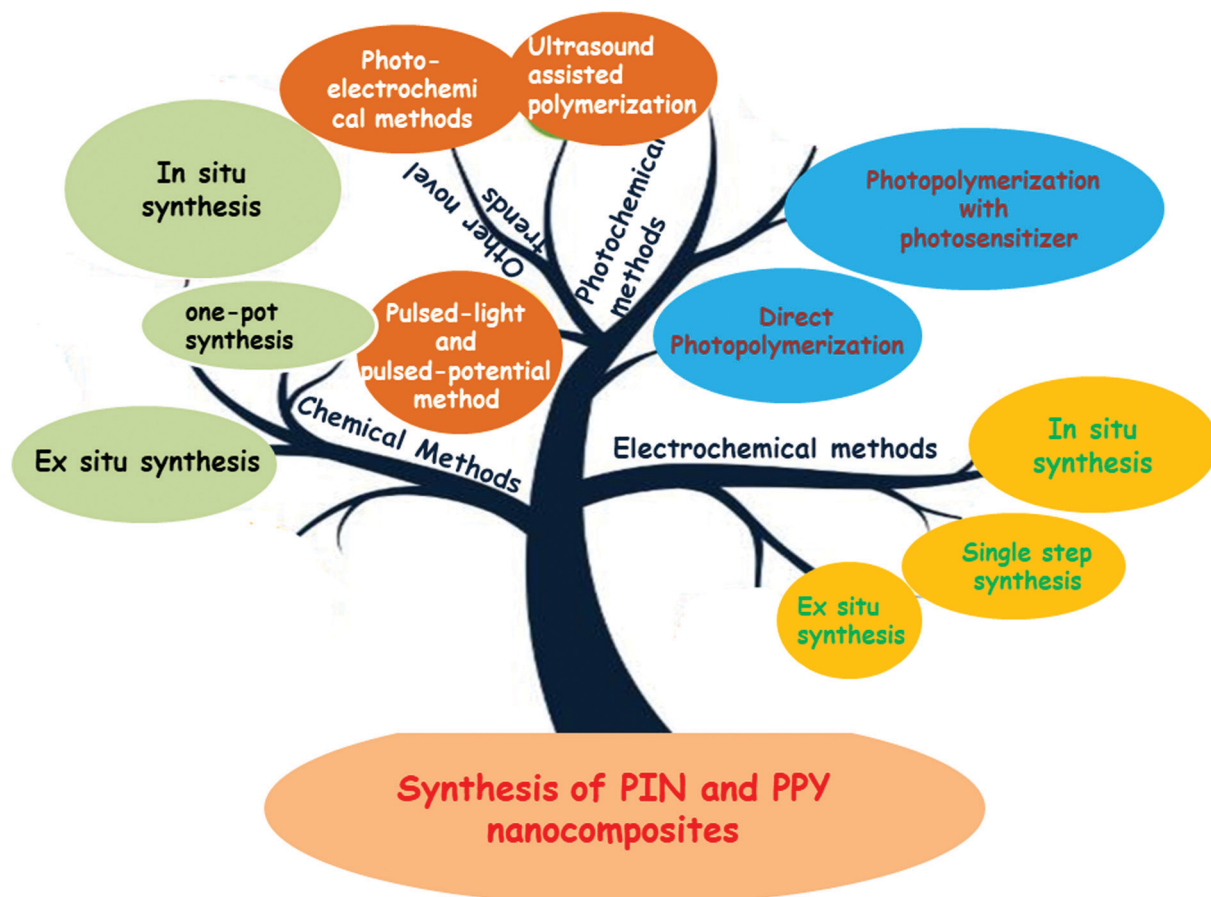 Photo-
electrochemi
cal methods
Ultrasound
assisted
polymerization
In situ
synthesis
Other novel
trends
Photochemical
methods
Photopolymerization
with
photosensitizer
one-pot
synthesis
Pulsed-light
and
pulsed-potential
method
Direct
Photopolymerization
Ex situ synthesis
Chemical Methods
Electrochemical methods
In situ
synthesis
Single step
synthesis
Ex situ
synthesis
Synthesis of PIN and PPY
nanocomposites